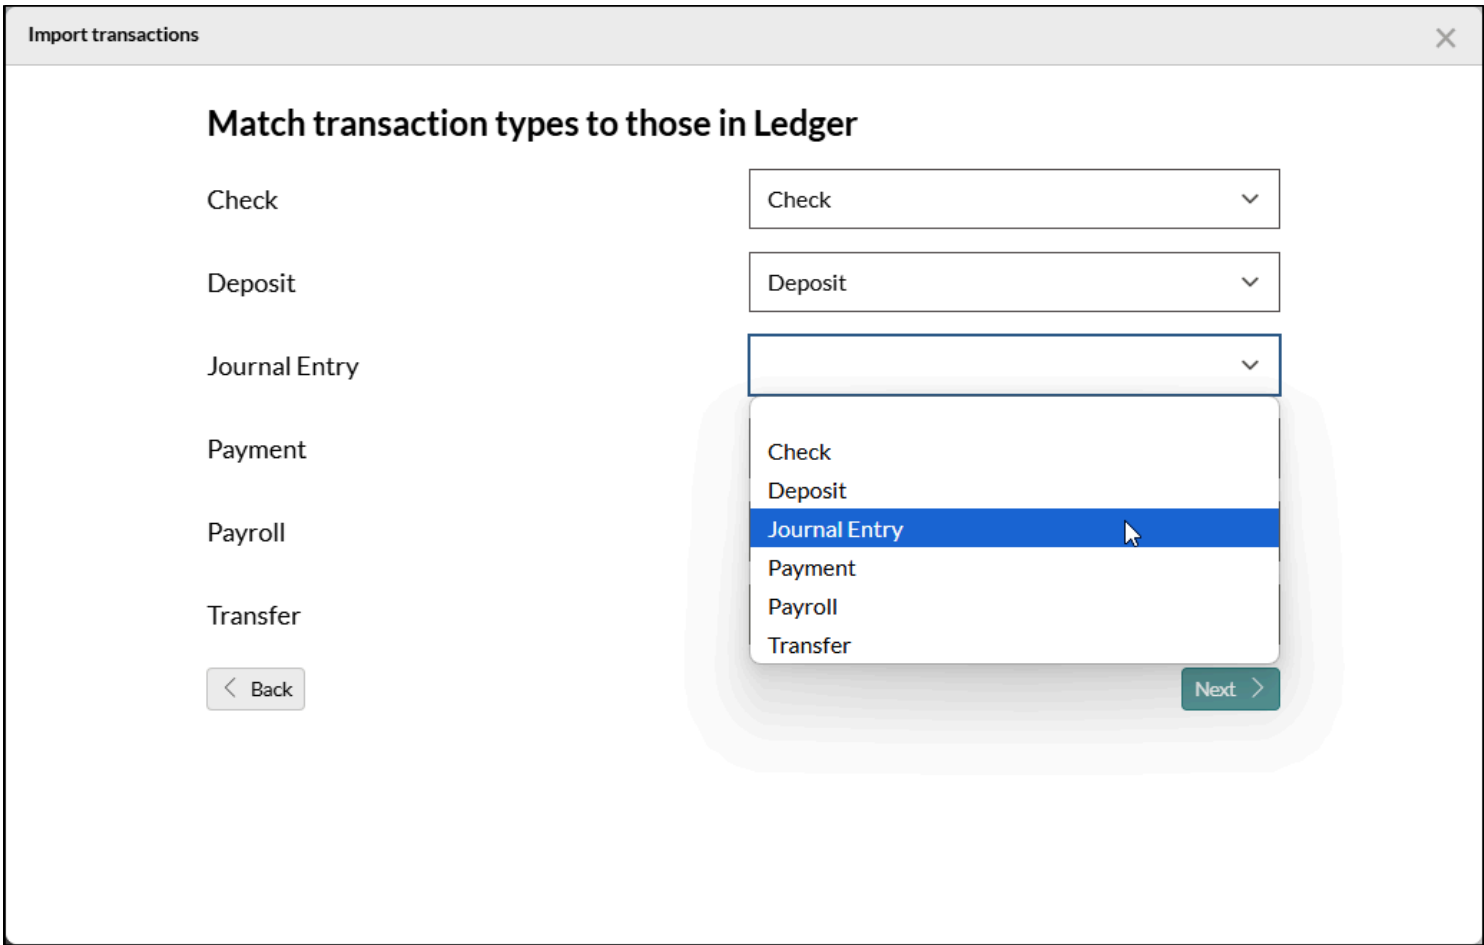 Import transactions
Match transaction types to those in Ledger
Check
Check
Deposit
Deposit
Journal Entry
Payment
Payroll
Transfer
Check
Deposit
Journal Entry
Payment
Payroll
Transfer
Back
Next